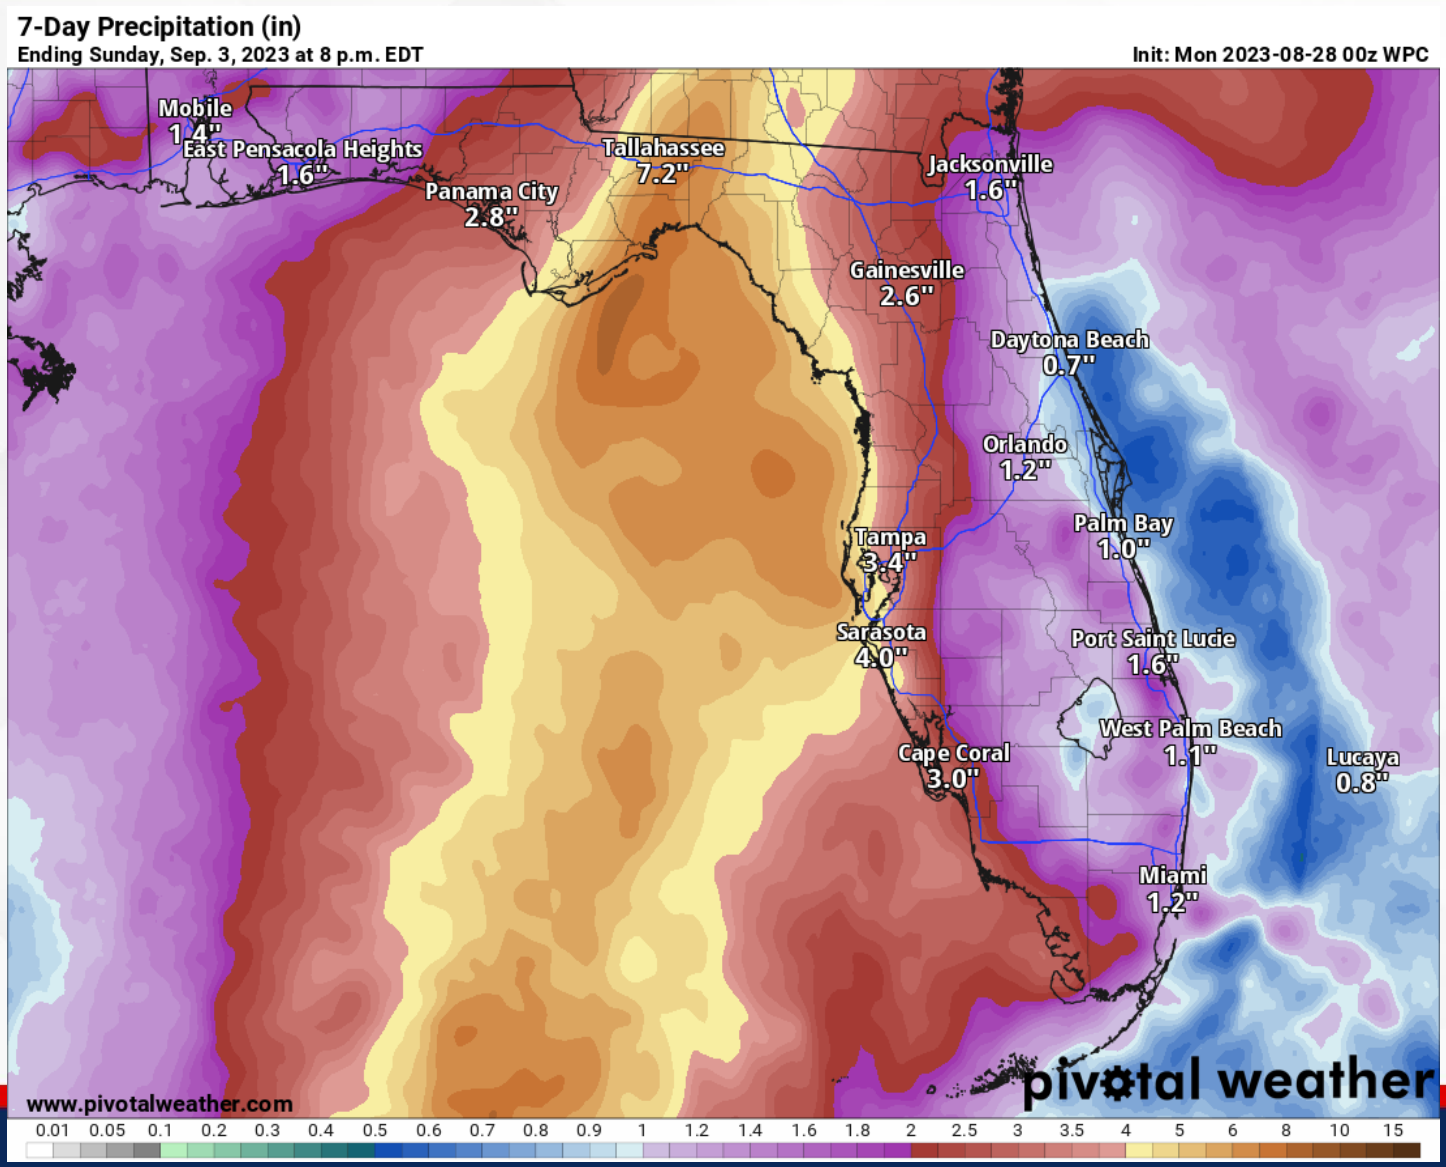 7-Day Precipitation (in)
Ending Sunday, Sep. 3, 2023 at 8 p.m. EDT
Init: Mon 2023-08-28 00z WPC
Mobile
1.4"
East Pensacola Heights
1.6"
Panama City
2.8"
Tallahassee
7.2"
Jacksonville
1.6"
Gainesville
2.6"
Daytona Beach
0.7"
Orlando
1.2"
Palm Bay
1.0"
Tampa
3.4"
Sarasota
4.0"
Port Saint Lucie
1.6"
West Palm Beach
1.1"
Cape Coral
3.0"
Lucaya
0.8"
Miami
1.2"
pivotal weather
www.pivotalweather.com
0.01 0.05 0.1 0.2 0.3 0.4 0.5 0.6 0.7 0.8 0.9 1 1.2 1.4 1.6 1.8 2 2.5 3 3.5 4 5 6 8 10 15